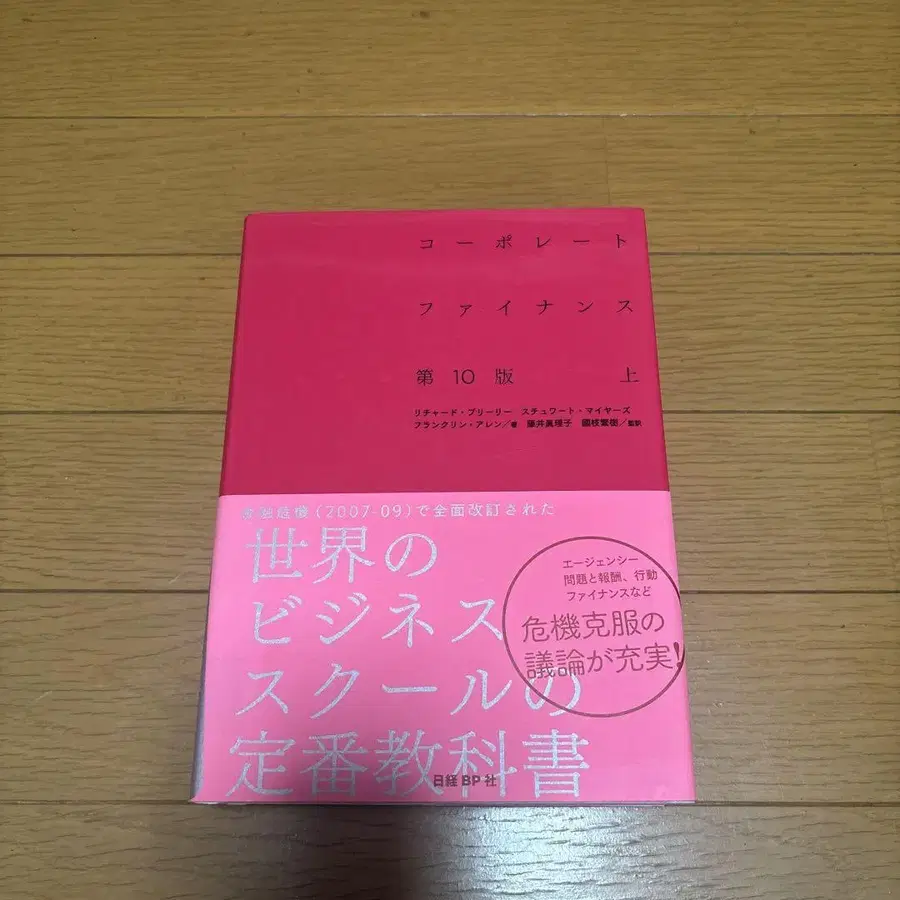 コーポレート
ファイナンス
第10版 上
リチャード・ブリーリー スチュワート・マイヤーズ
フランクリン・アレン/著 藤井眞理子 國枝繁樹/監訳
金融危機(2007-09)で全面改訂された
世界の
ビジネス
スクールの
定番教科書
エージェンシー
問題と報酬、行動
ファイナンスなど
危機克服の
議論が充実!
日経BP社